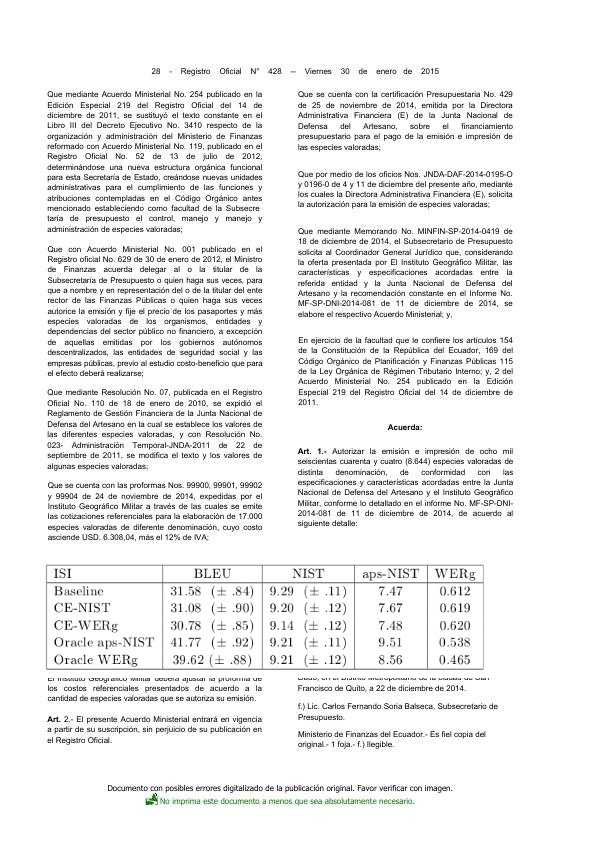 28 - Registro Oficial N° 428 -- Viernes 30 de enero de 2015
Que mediante Acuerdo Ministerial No. 254 publicado en la
Edición Especial 219 del Registro Oficial del 14 de
diciembre de 2011, se sustituyó el texto constante en el
Libro III del Decreto Ejecutivo No. 3410 respecto de la
organización y administración del Ministerio de Finanzas
reformado con Acuerdo No. 119, publicado en el
Registro Oficial No. 52 de 13 de julio de 2012,
determinándose una nueva estructura orgánica funcional
para esta Secretaría de Estado, creándose nuevas unidades
administrativas para el cumplimiento de las funciones y
atribuciones contempladas en el Código Orgánico antes
mencionado estableciendo como facultad de la Subsecre
taría de presupuesto el control, manejo y manejo y
administración de especies valoradas;
Que con Acuerdo Ministerial No. 001 publicado en el
Registro oficial No. 629 de 30 de enero de 2012, el Ministro
de Finanzas acuerda delegar al o la titular de la
Subsecretaría de Presupuesto o quien haga sus veces, para
que a nombre y en representación del o de la titular del ente
rector de las Finanzas Públicas o quien haga sus veces
autorice la emisión y fije el precio de los pasaportes y más
especies valoradas de los organismos, entidades y
dependencias del sector público no financiero, a excepción
de aquellas emitidas por los gobiernos autónomos
descentralizados, las entidades de seguridad social y las
empresas públicas, previo al estudio costo-beneficio que para
el efecto deberá realizarse;
Que mediante Resolución No. 07, publicada en el Registro
Oficial No. 110 de 18 de enero de 2010, se expidió el
Reglamento de Gestión Financiera de la Junta Nacional de
Defensa del Artesano en la cual se establece los valores de
las diferentes especies valoradas, y con Resolución No.
023- Administración Temporal-JNDA-2011 de 22 de
septiembre de 2011, se modifica el texto y los valores de
algunas especies valoradas;
Que se cuenta con las proformas Nos. 99900, 99901, 99902
y 99904 de 24 de noviembre de 2014, expedidas por el
Instituto Geográfico Militar a través de las cuales se emite
las cotizaciones referenciales para la elaboración de 17.000
especies valoradas de diferente denominación, cuyo costo
asciende USD. 6.308,04, más el 12% de IVA;
Que se cuenta con la certificación Presupuestaria No. 429
de 25 de noviembre de 2014, emitida por la Directora
Administrativa Financiera (E) de la Junta Nacional de
Defensa del Artesano, sobre el financiamiento
presupuestario para el pago de la emisión e impresión de
las especies valoradas;
Que por medio de los oficios Nos. JNDA-DAF-2014-0195-O
y 0196-0 de 4 y 11 de diciembre del presente año, mediante
los cuales la Directora Administrativa Financiera (E), solicita
la autorización para la emisión de especies valoradas;
Que mediante Memorando No. MINFIN-SP-2014-0419 de
18 de diciembre de 2014, el Subsecretario de Presupuesto
solicita al Coordinador General Jurídico que, considerando
la oferta presentada por El Instituto Geográfico Militar, las
características y especificaciones acordadas entre la
referida entidad y la Junta Nacional de Defensa del
Artesano y la recomendación constante en el Informe No.
MF-SP-DNI-2014-081 de 11 de diciembre de 2014, se
elabore el respectivo Acuerdo Ministerial; y,
En ejercicio de la facultad que le confiere los artículos 154
de la Constitución de la República del Ecuador, 169 del
Código Orgánico de Planificación y Finanzas Públicas 115
de la Ley Orgánica de Régimen Tributario Interno; y, 2 del
Acuerdo Ministerial No. 254 publicado en la Edición
Especial 219 del Registro Oficial del 14 de diciembre de
2011.
Acuerda:
Art. 1.- Autorizar la emisión e impresión de ocho mil
seiscientas cuarenta y cuatro (8.644) especies valoradas de
distinta denominación, de conformidad con las
especificaciones y características acordadas entre la Junta
Nacional de Defensa del Artesano y el Instituto Geográfico
Militar, conforme lo detallado en el informe No. MF-SP-DNI-
2014-081 de 11 de diciembre de 2014, de acuerdo al
siguiente detalle:
ISI BLEU NIST aps-NIST WERg
Baseline 31.58 (± .84) 9.29 (± .11) 7.47 0.612
CE-NIST 31.08 (± .90) 9.20 (± .12) 7.67 0.619
CE-WERg 30.78 (± .85) 9.14 (± .12) 7.48 0.620
Oracle aps-NIST 41.77 (± .92) 9.21 (± .11) 9.51 0.538
Oracle WERg 39.62 (± .88) 9.21 (± .12) 8.56 0.465
El Instituto Geográfico Militar deberá ajustar la proforma de
los costos referenciales presentados de acuerdo a la
cantidad de especies valoradas que se autoriza su emisión.
Art. 2.- El presente Acuerdo Ministerial entrará en vigencia
a partir de su suscripción, sin perjuicio de su publicación en
el Registro Oficial.
Dado, en el Distrito Metropolitano de la ciudad de San
Francisco de Quito, a 22 de diciembre de 2014.
f.) Lic. Carlos Fernando Soria Balseca, Subsecretario de
Presupuesto.
Ministerio de Finanzas del Ecuador.- Es fiel copia del
original.- 1 foja.- f.) Ilegible.
Documento con posibles errores digitalizado de la publicación original. Favor verificar con imagen.
No imprima este documento a menos que sea absolutamente necesario.